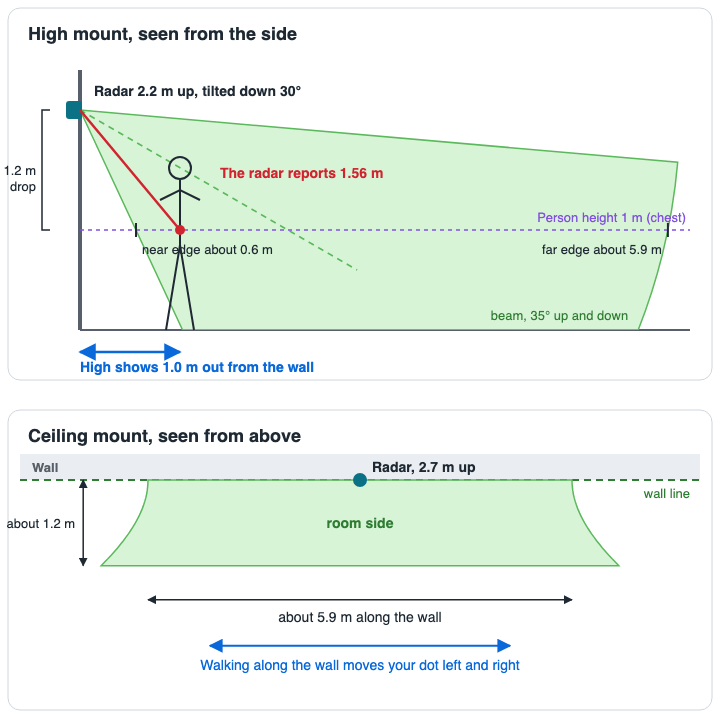 High mount, seen from the side
Radar 2.2 m up, tilted down 30°
1.2 m
drop
The radar reports 1.56 m
Person height 1 m (chest)
near edge about 0.6 m
far edge about 5.9 m
beam, 35° up and down
High shows 1.0 m out from the wall
Ceiling mount, seen from above
Wall
Radar, 2.7 m up
wall line
about 1.2 m
room side
about 5.9 m along the wall
Walking along the wall moves your dot left and right